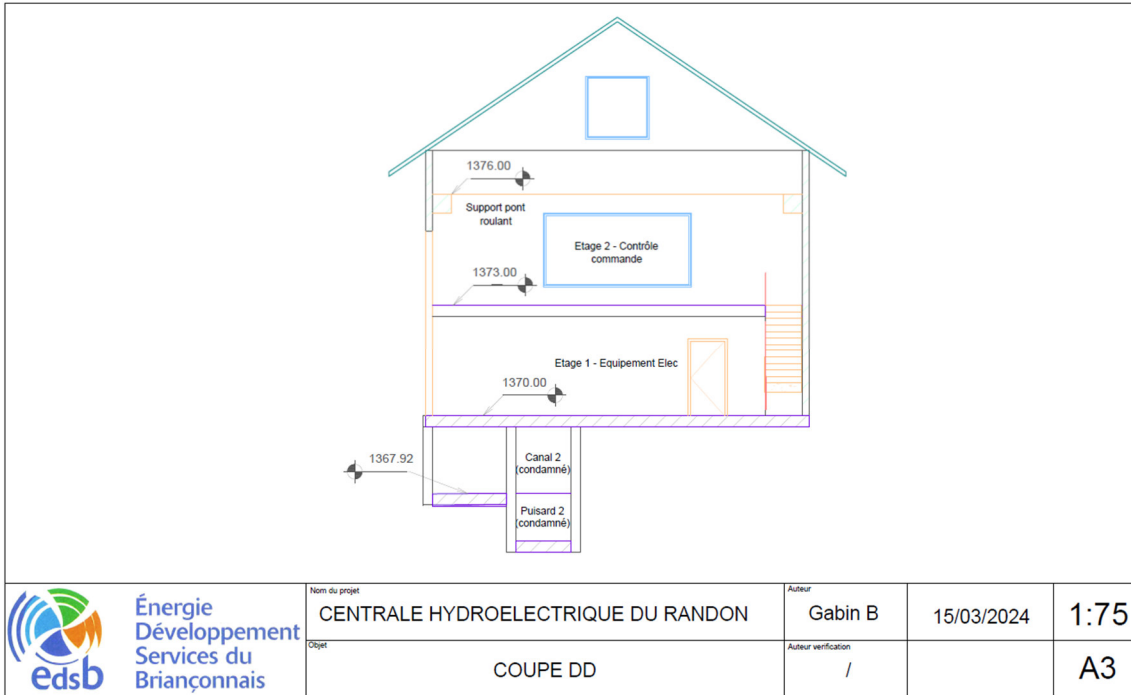 1376.00
Support pont
roulant
Etage 2 - Contrôle
commande
1373.00
Etage 1 - Equipement Elec
1370.00
1367.92
Canal 2
(condamné)
Puisard 2
(condamné)
edsb
Énergie
Développement
Services du
Briançonnais
Nom du projet
CENTRALE HYDROELECTRIQUE DU RANDON
Objet
COUPE DD
Auteur
Gabin B
15/03/2024
1:75
Auteur verification
/
A3